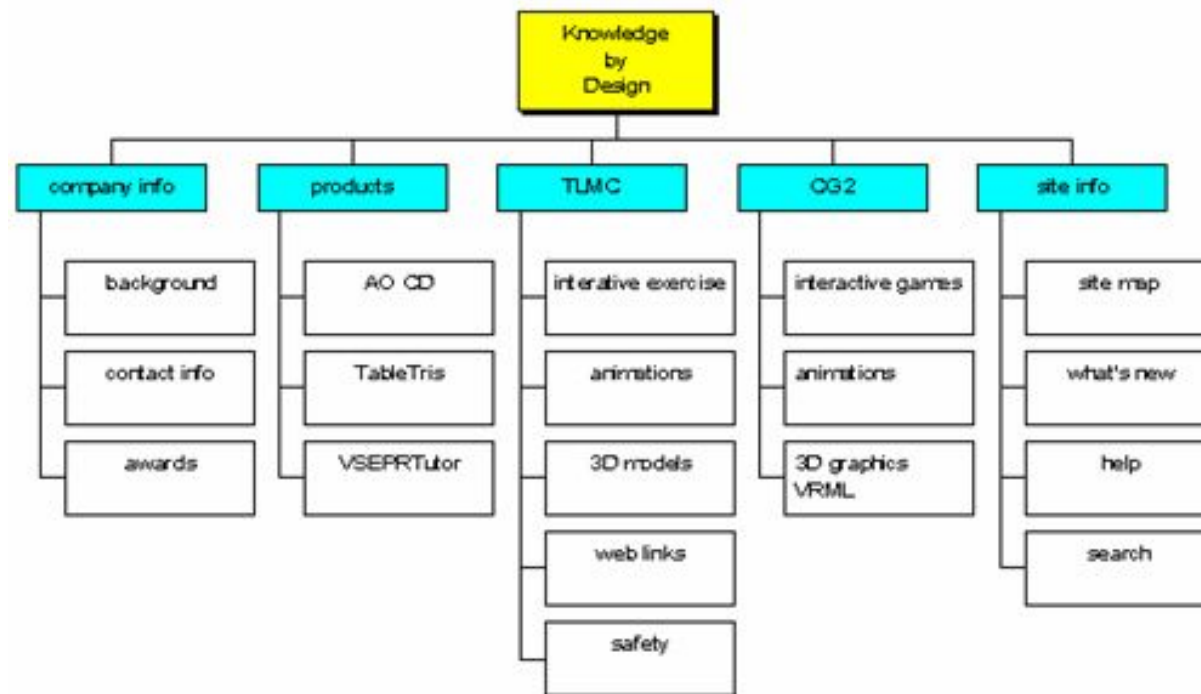 Knowledge
by
Design
company info
products
TLMC
OG2
site info
background
AO CD
interative exercise
interactive games
site map
contact info
TableTris
animations
animations
what's new
awards
VSEPRTutor
3D models
3D graphics
VRML
help
web links
search
safety